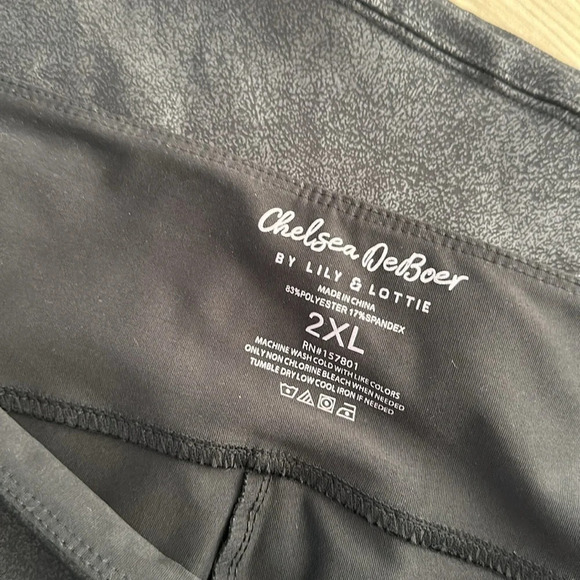 Chelsea DeBoer
BY LILY & LOTTIE
MADE IN CHINA
83%POLYESTER 17%SPANDEX
2XL
RN#157801
MACHINE WASH COLD WITH LIKE COLORS
ONLY NON CHLORINE BLEACH WHEN NEEDED
TUMBLE DRY LOW COOL IRON IF NEEDED